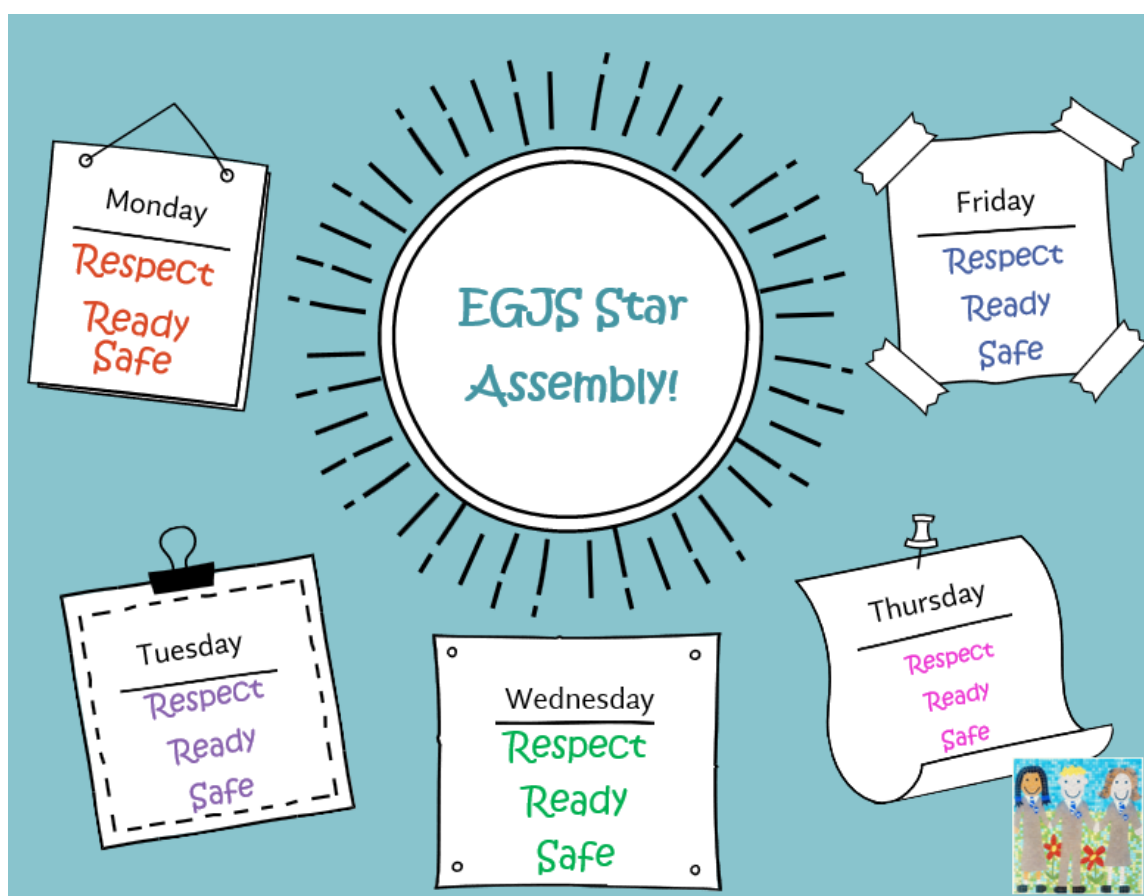 EGJS Star
Assembly!
Monday
Respect
Ready
Safe
Tuesday
Respect
Ready
Safe
Wednesday
Respect
Ready
Safe
Thursday
Respect
Ready
Safe
Friday
Respect
Ready
Safe